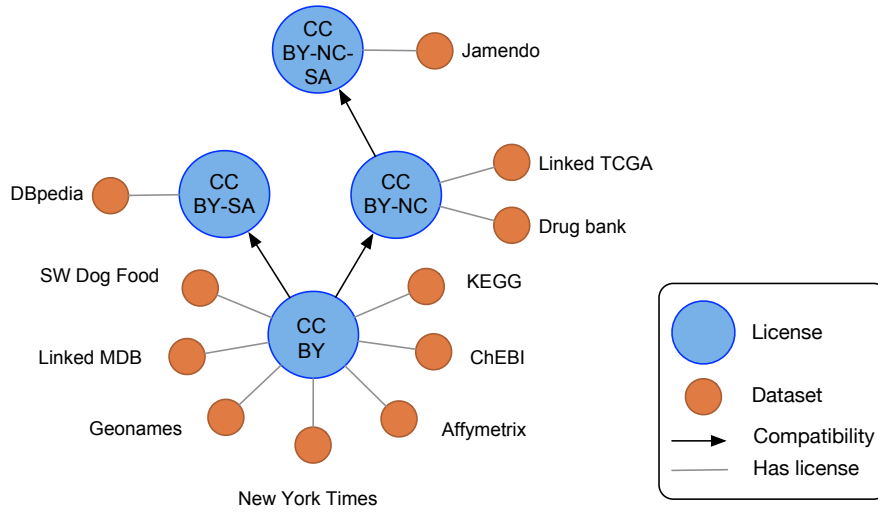 CC
BY-NC-
SA
Jamendo
Linked TCGA
DBpedia
CC
BY-SA
CC
BY-NC
Drug bank
SW Dog Food
KEGG
CC
BY
Linked MDB
ChEBI
Geonames
Affymetrix
New York Times
License
Dataset
Compatibility
Has license